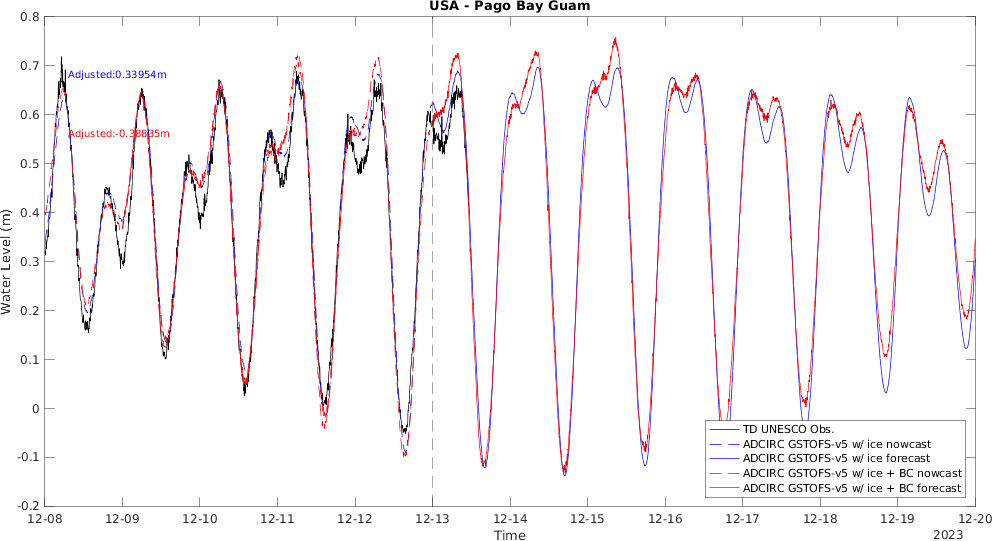 USA - Pago Bay Guam
0.8
0.7
0.6
0.5
0.4
0.3
0.2
0.1
0
-0.1
-0.2
Water Level (m)
Adjusted:0.33954m
Adjusted:-0.38835m
TD UNESCO Obs.
ADCIRC GSTOFS-v5 w/ ice nowcast
ADCIRC GSTOFS-v5 w/ ice forecast
ADCIRC GSTOFS-v5 w/ ice + BC nowcast
ADCIRC GSTOFS-v5 w/ ice + BC forecast
12-08 12-09 12-10 12-11 12-12 12-13 12-14 12-15 12-16 12-17 12-18 12-19 12-20
Time
2023